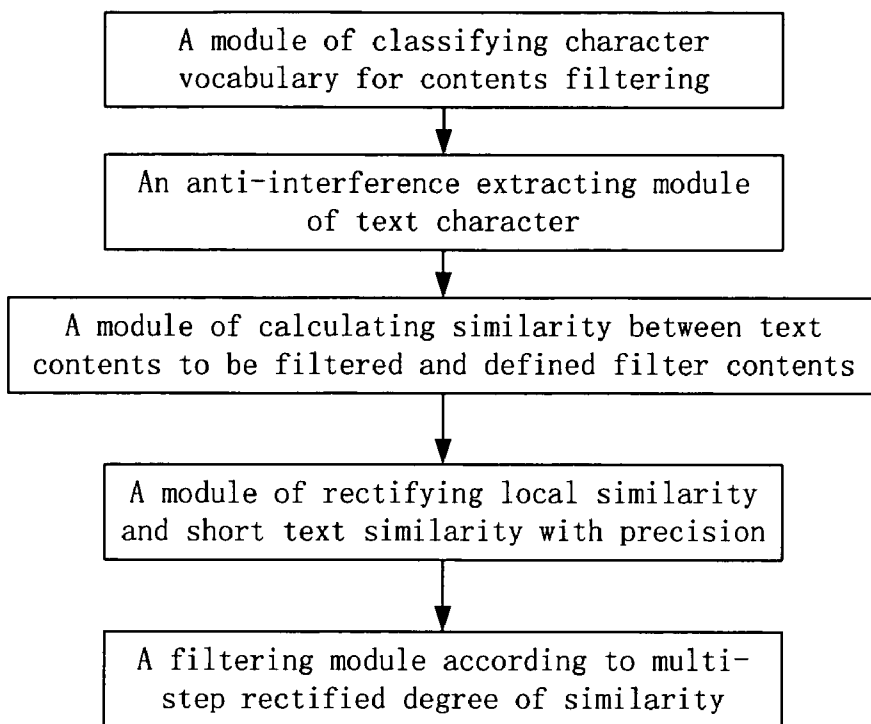 A module of classifying character
vocabulary for contents filtering
An anti-interference extracting module
of text character
A module of calculating similarity between text
contents to be filtered and defined filter contents
A module of rectifying local similarity
and short text similarity with precision
A filtering module according to multi-
step rectified degree of similarity